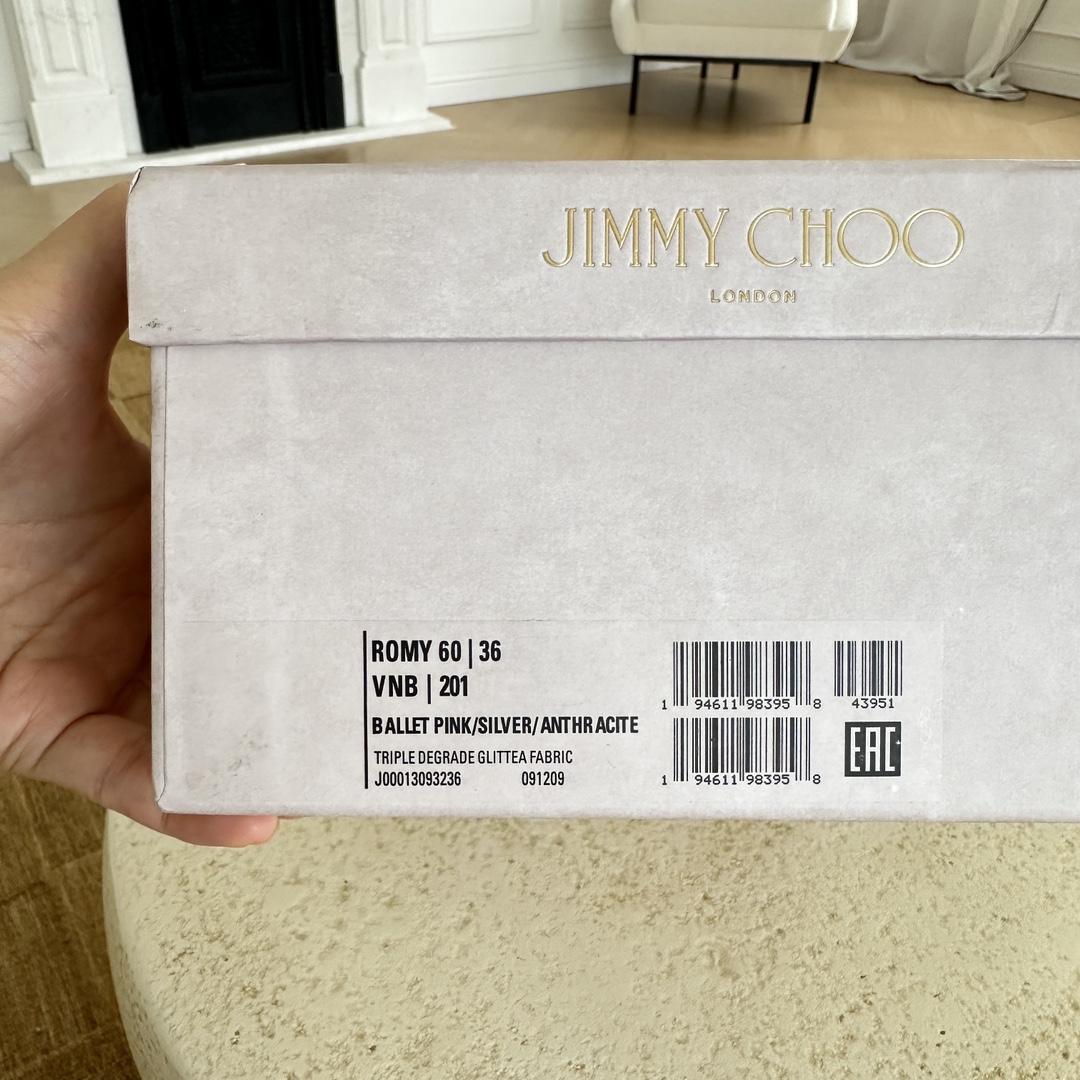 JIMMY CHOO
LONDON
ROMY 60 | 36
VNB | 201
BALLET PINK/SILVER/ANTHRACITE
TRIPLE DEGRADE GLITTEA FABRIC
J00013093236 091209
1 94611 98395 8
43951
1 94611 98395 8
EAC